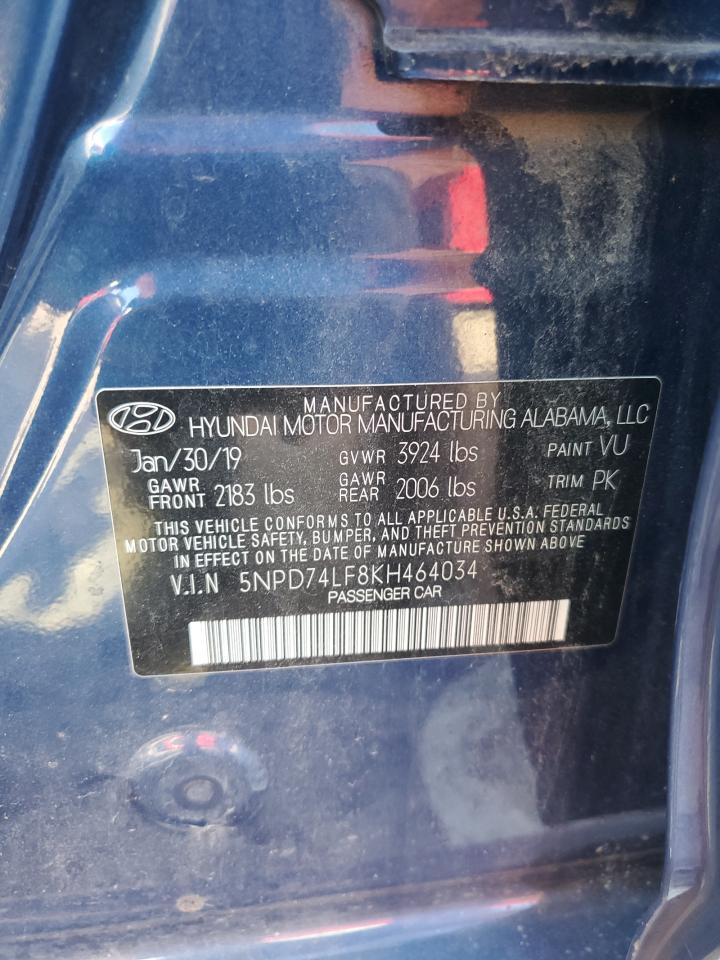 MANUFACTURED BY
HYUNDAI MOTOR MANUFACTURING ALABAMA, LLC
Jan/30/19 GVWR 3924 lbs PAINT VU
GAWR FRONT 2183 lbs GAWR REAR 2006 lbs TRIM PK
THIS VEHICLE CONFORMS TO ALL APPLICABLE U.S.A. FEDERAL
MOTOR VEHICLE SAFETY, BUMPER, AND THEFT PREVENTION STANDARDS
IN EFFECT ON THE DATE OF MANUFACTURE SHOWN ABOVE
V.I.N 5NPD74LF8KH464034
PASSENGER CAR